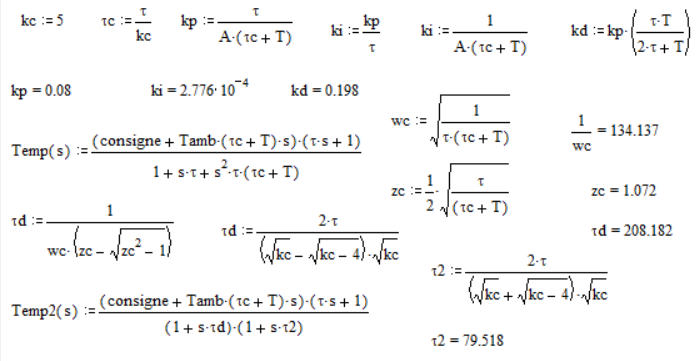 kc := 5 τc := τ/kc kp := τ/(A·(τc + T)) ki := kp/τ ki := 1/(A·(τc + T)) kd := kp·(τ·T/(2·τ + T))
kp = 0.08 ki = 2.776·10^-4 kd = 0.198
wc := √(1/(τ·(τc + T))) 1/wc = 134.137
Temp(s) := (consigne + Tamb·(τc + T)·s)·(τ·s + 1)/(1 + s·τ + s^2·τ·(τc + T))
zc := 1/2·√(τ/(τc + T)) zc = 1.072
τd := 1/(wc·(zc − √(zc^2 − 1))) τd := 2·τ/((√kc − √(kc − 4))·√kc) τd = 208.182
τ2 := 2·τ/((√kc + √(kc − 4))·√kc)
Temp2(s) := (consigne + Tamb·(τc + T)·s)·(τ·s + 1)/((1 + s·τd)·(1 + s·τ2))
τ2 = 79.518